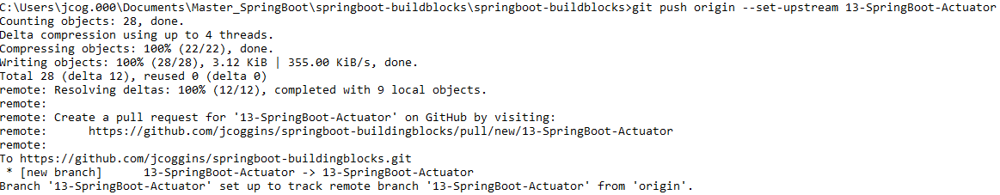 C:\Users\jcog.000\Documents\Master_SpringBoot\springboot-buildblocks\springboot-buildblocks>git push origin --set-upstream 13-SpringBoot-Actuator
Counting objects: 28, done.
Delta compression using up to 4 threads.
Compressing objects: 100% (22/22), done.
Writing objects: 100% (28/28), 3.12 KiB | 355.00 KiB/s, done.
Total 28 (delta 12), reused 0 (delta 0)
remote: Resolving deltas: 100% (12/12), completed with 9 local objects.
remote:
remote: Create a pull request for '13-SpringBoot-Actuator' on GitHub by visiting:
remote:      https://github.com/jcoggins/springboot-buildingblocks/pull/new/13-SpringBoot-Actuator
remote:
To https://github.com/jcoggins/springboot-buildingblocks.git
 * [new branch]      13-SpringBoot-Actuator -> 13-SpringBoot-Actuator
Branch '13-SpringBoot-Actuator' set up to track remote branch '13-SpringBoot-Actuator' from 'origin'.